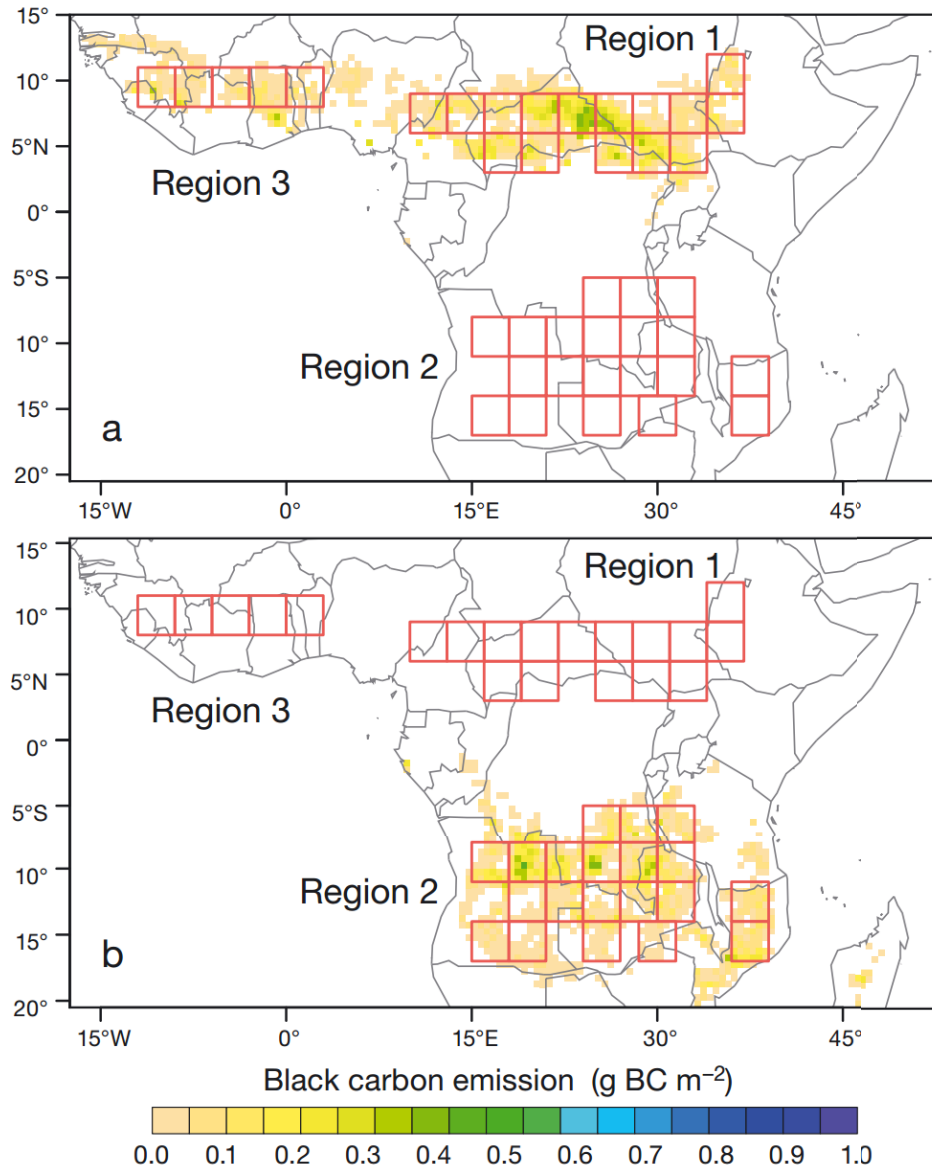 15°
Region 1
10°
5°N
Region 3
0°
5°S
10°
Region 2
15°
a
20°
15°W 0° 15°E 30° 45°
15°
Region 1
10°
5°N
Region 3
0°
5°S
10°
Region 2
15°
b
20°
15°W 0° 15°E 30° 45°
Black carbon emission (g BC m⁻²)
0.0 0.1 0.2 0.3 0.4 0.5 0.6 0.7 0.8 0.9 1.0